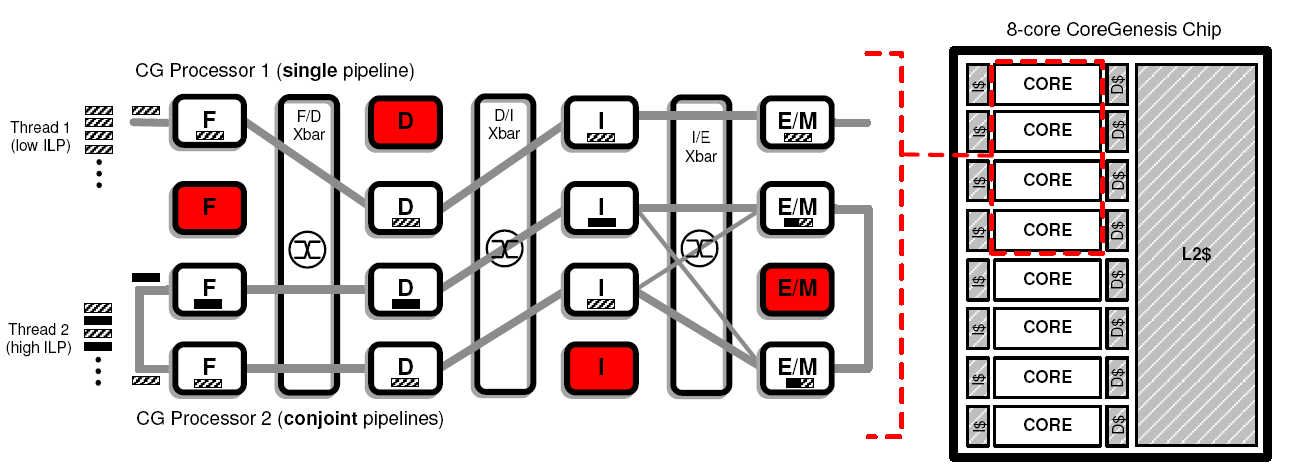 8-core CoreGenesis Chip
CG Processor 1 (single pipeline)
Thread 1
(low ILP)
F
F/D
Xbar
D
D/I
Xbar
I
I/E
Xbar
E/M
F
D
I
E/M
F
D
I
E/M
Thread 2
(high ILP)
F
D
I
E/M
CG Processor 2 (conjoint pipelines)
I$
CORE
D$
I$
CORE
D$
I$
CORE
D$
I$
CORE
D$
I$
CORE
D$
I$
CORE
D$
I$
CORE
D$
I$
CORE
D$
L2$